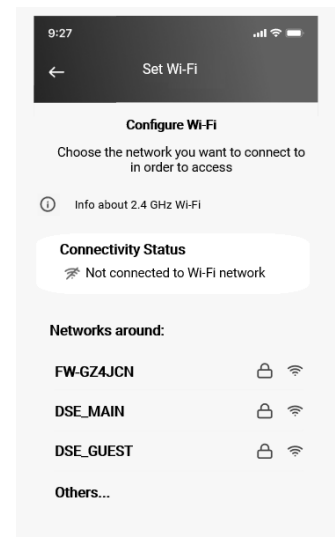 9:27
Set Wi-Fi
Configure Wi-Fi
Choose the network you want to connect to
in order to access
Info about 2.4 GHz Wi-Fi
Connectivity Status
Not connected to Wi-Fi network
Networks around:
FW-GZ4JCN
DSE_MAIN
DSE_GUEST
Others...